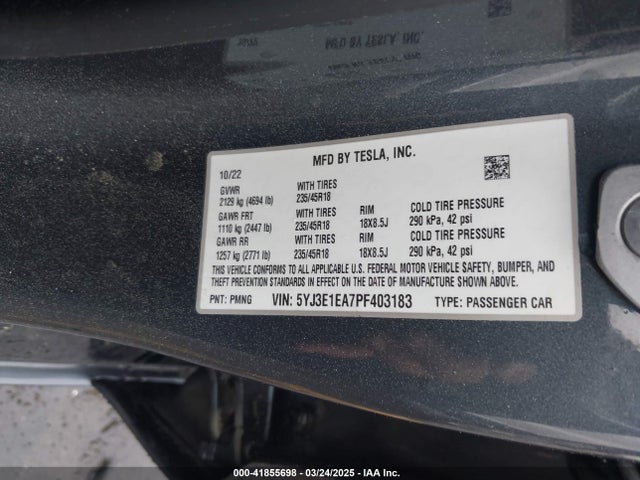 MFD BY TESLA, INC.
10/22
GVWR WITH TIRES
2129 kg (4694 lb) 235/45R18
GAWR FRT WITH TIRES RIM COLD TIRE PRESSURE
1110 kg (2447 lb) 235/45R18 18X8.5J 290 kPa, 42 psi
GAWR RR WITH TIRES RIM COLD TIRE PRESSURE
1257 kg (2771 lb) 235/45R18 18X8.5J 290 kPa, 42 psi
THIS VEHICLE CONFORMS TO ALL APPLICABLE U.S. FEDERAL MOTOR VEHICLE SAFETY, BUMPER, AND
THEFT PREVENTION STANDARDS IN EFFECT ON THE DATE OF MANUFACTURE SHOWN ABOVE.
PNT: PMNG VIN: 5YJ3E1EA7PF403183 TYPE: PASSENGER CAR
000-41855698 - 03/24/2025 - IAA Inc.